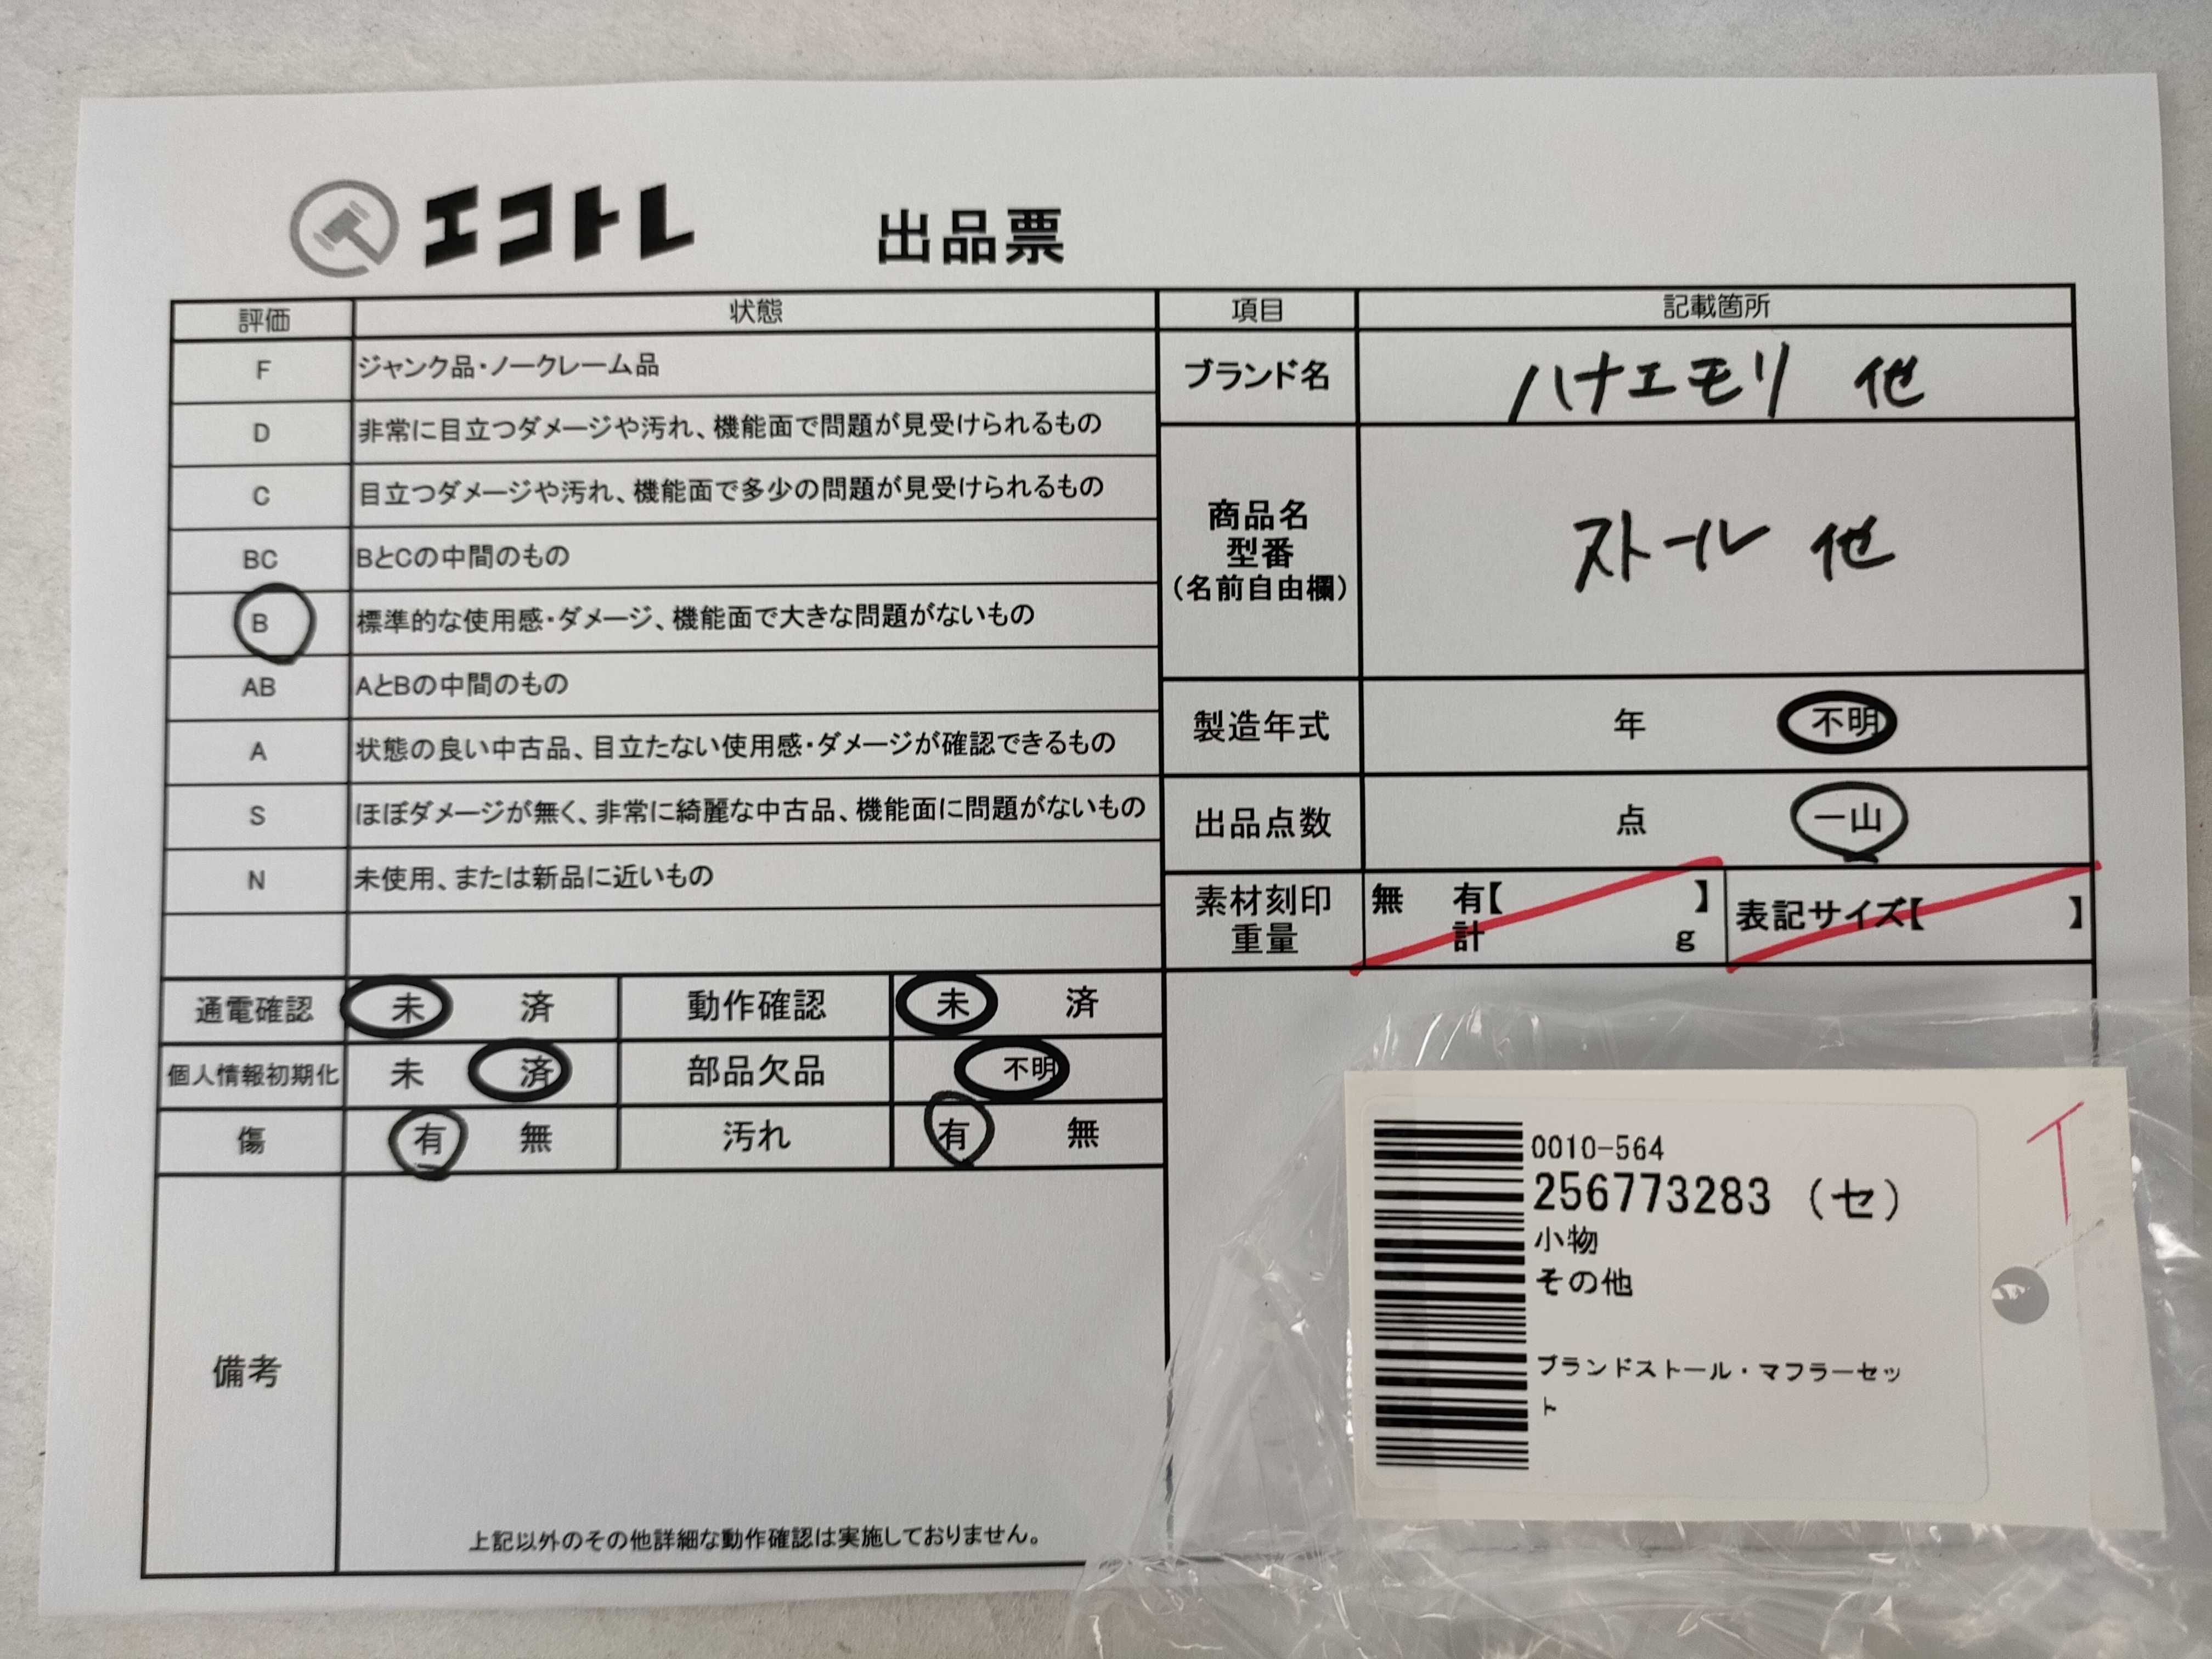 エコトレ 出品票
評価 状態 項目 記載箇所
F ジャンク品・ノークレーム品
D 非常に目立つダメージや汚れ、機能面で問題が見受けられるもの
C 目立つダメージや汚れ、機能面で多少の問題が見受けられるもの
BC BとCの中間のもの
B 標準的な使用感・ダメージ、機能面で大きな問題がないもの
AB AとBの中間のもの
A 状態の良い中古品、目立たない使用感・ダメージが確認できるもの
S ほぼダメージが無く、非常に綺麗な中古品、機能面に問題がないもの
N 未使用、または新品に近いもの
ブランド名 ハナエモリ 他
商品名
型番
(名前自由欄)
ストール 他
製造年式 年 不明
出品点数 点 一山
素材刻印
重量
無 有【 】
計 g
表記サイズ【 】
通電確認 未 済 動作確認 未 済
個人情報初期化 未 済 部品欠品 不明
傷 有 無 汚れ 有 無
備考
上記以外のその他詳細な動作確認は実施しておりません。
0010-564
256773283 (セ)
小物
その他
ブランドストール・マフラーセッ
ト
T